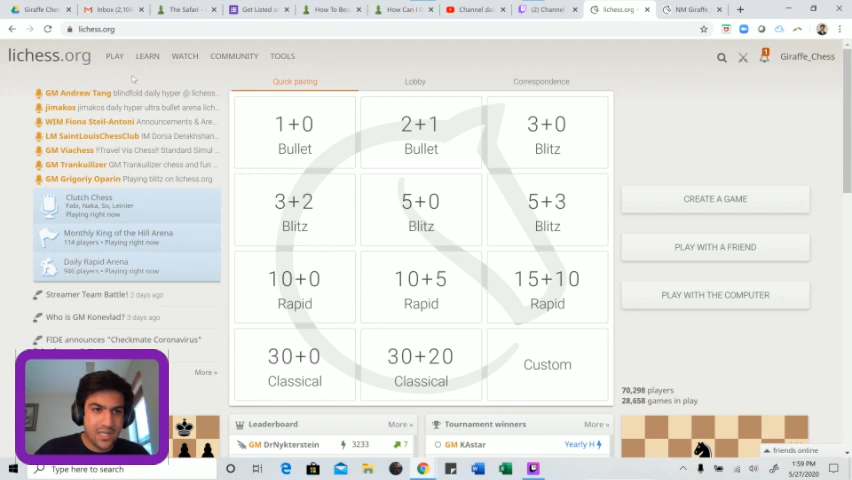 Giraffe Ches
Inbox (2,10
The Safari -
Get Listed w
How To Bec
How Can I G
Channel das
(2) Channel
lichess.org
NM Giraffe
lichess.org
lichess.org
PLAY
LEARN
WATCH
COMMUNITY
TOOLS
1
Giraffe_Chess
GM Andrew Tang blindfold daily hyper @ lichess...
jimakos jimakos daily hyper ultra bullet arena lich...
WIM Fiona Steil-Antoni Announcements & Are...
LM SaintLouisChessClub IM Dorsa Derakhshan...
GM Viachess !!Travel Via Chess!! Standard Simul ...
GM Trankuilizer GM Trankuilizer chess and fun ...
GM Grigoriy Oparin Playing blitz on lichess.org
Clutch Chess
Fabi, Naka, So, Leinier
Playing right now
Monthly King of the Hill Arena
114 players • Playing right now
Daily Rapid Arena
946 players • Playing right now
Streamer Team Battle! 2 days ago
Who is GM Konevlad? 3 days ago
FIDE announces "Checkmate Coronavirus"
More »
Quick pairing
Lobby
Correspondence
1+0
Bullet
2+1
Bullet
3+0
Blitz
3+2
Blitz
5+0
Blitz
5+3
Blitz
10+0
Rapid
10+5
Rapid
15+10
Rapid
30+0
Classical
30+20
Classical
Custom
CREATE A GAME
PLAY WITH A FRIEND
PLAY WITH THE COMPUTER
70,298 players
28,658 games in play
Leaderboard
More »
GM DrNykterstein
3233
7
Tournament winners
More »
GM KAstar
Yearly H
friends online
Type here to search
1:59 PM
5/27/2020